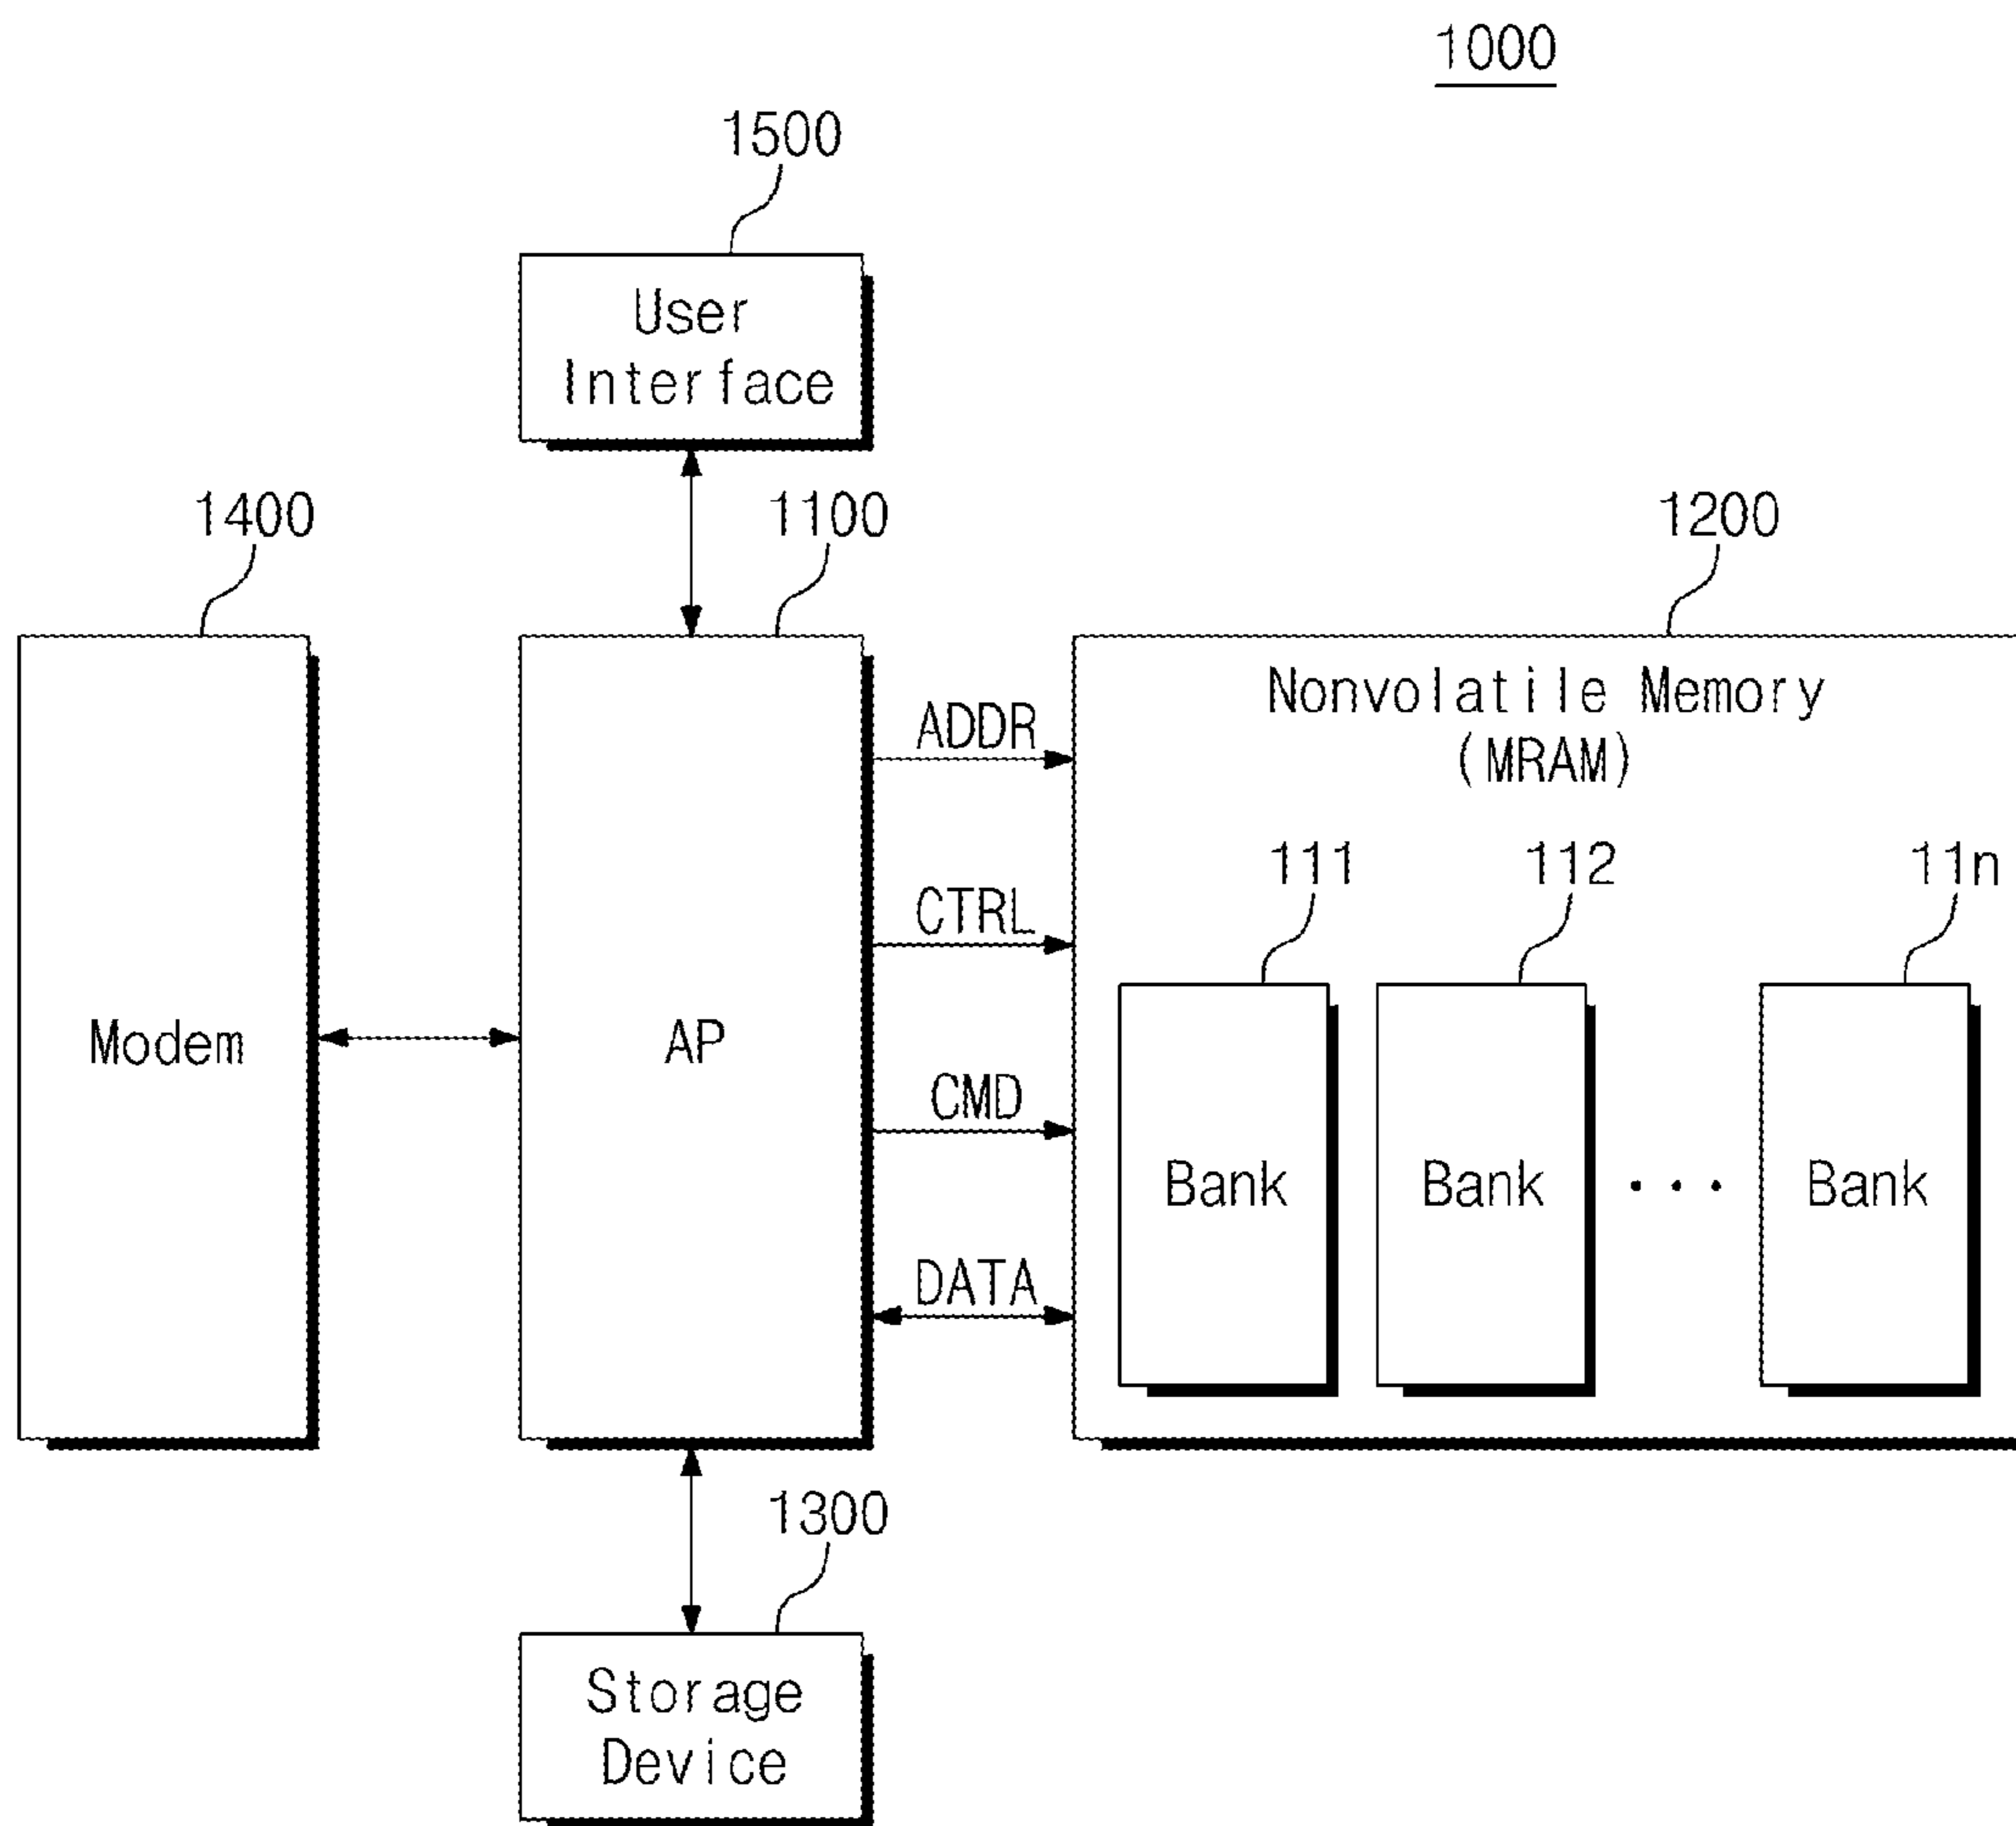 1000
1500
User
Interface
1400
1100
1200
Nonvolatile Memory
(MRAM)
ADDR
111
112
11n
CTRL
Modem
AP
CMD
Bank
Bank
· · ·
Bank
DATA
1300
Storage
Device